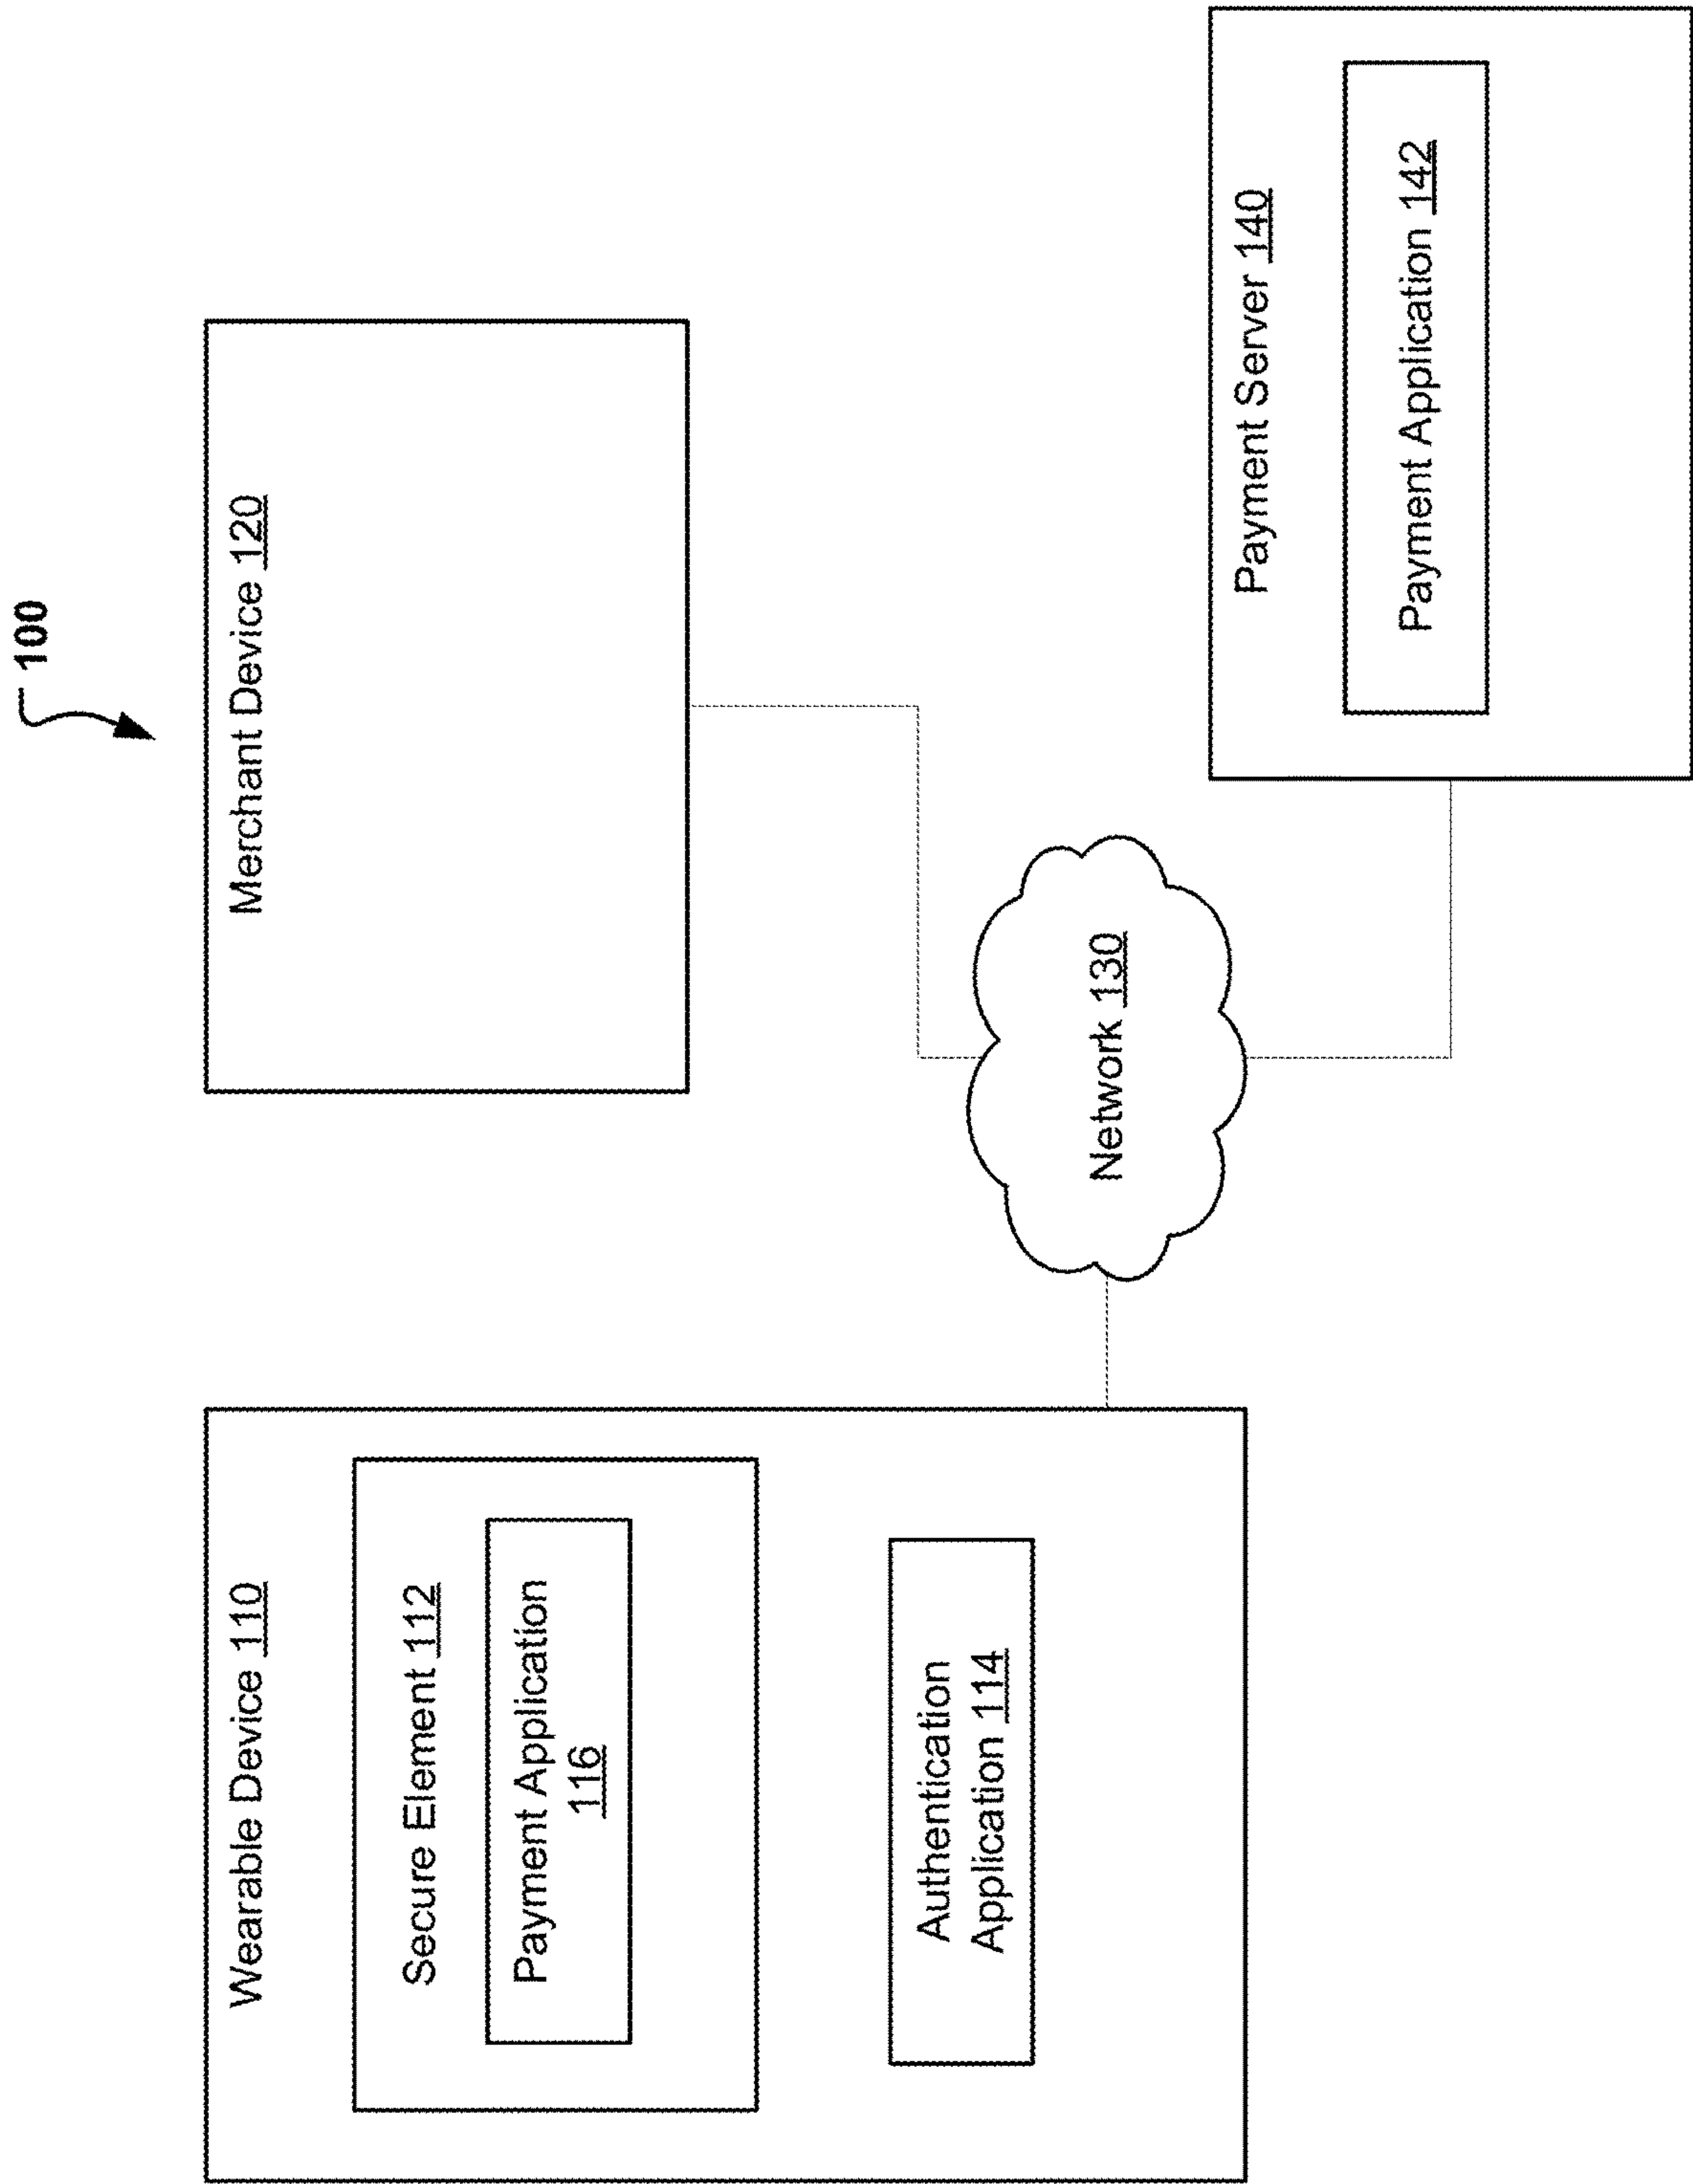 100
Wearable Device 110
Secure Element 112
Payment Application
116
Authentication
Application 114
Merchant Device 120
Network 130
Payment Server 140
Payment Application 142